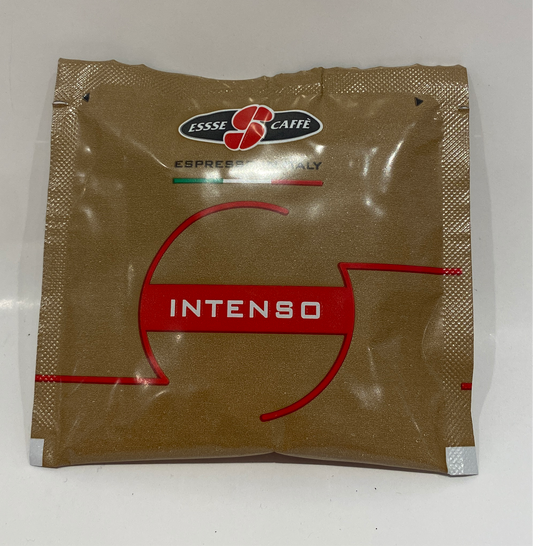 ESSSE CAFFÈ
ESPRESSO ITALY
INTENSO